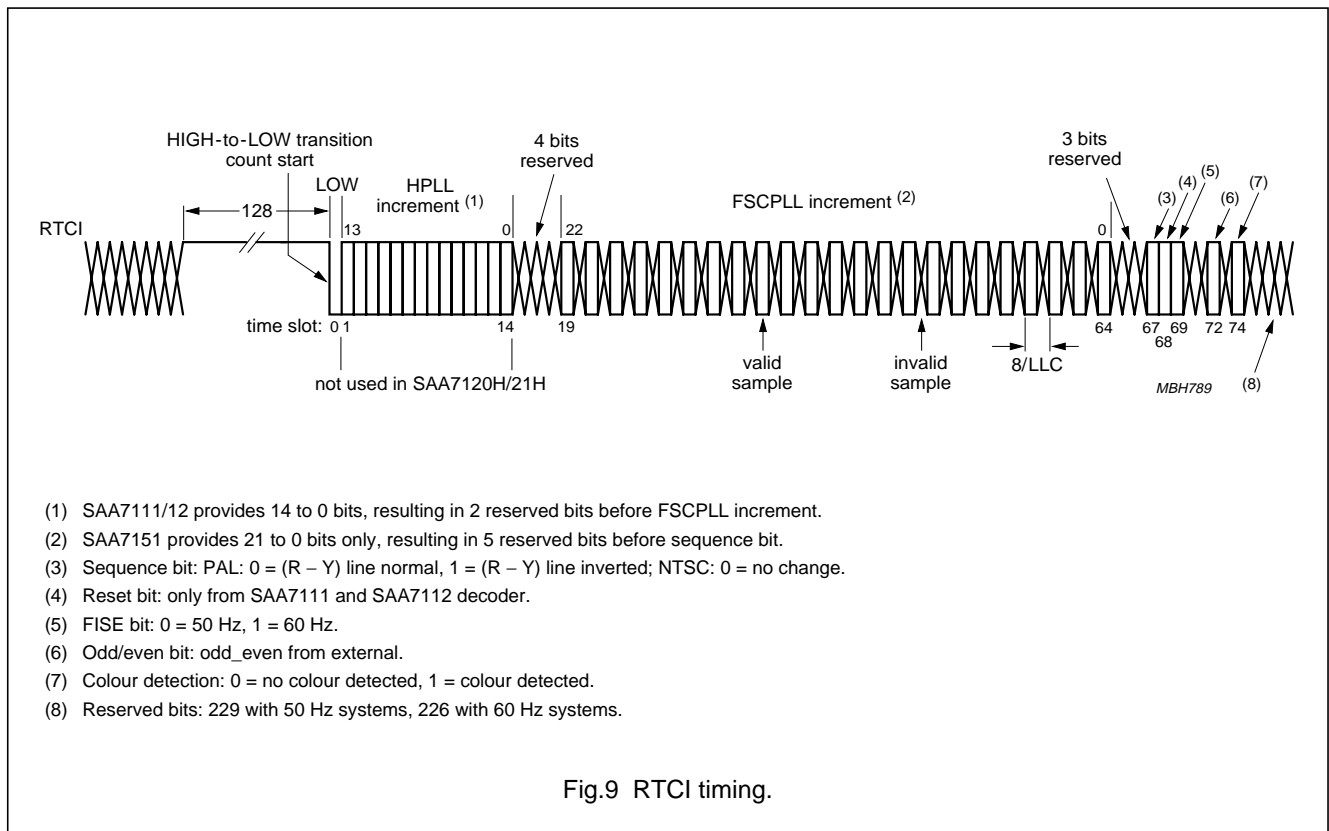 HIGH-to-LOW transition
count start
4 bits
reserved
3 bits
reserved
(3)
(4)
(5)
(6)
(7)
LOW
HPLL
increment (1)
FSCPLL increment (2)
128
RTCI
13
0
22
0
time slot:
0 1
14
19
64
67
68
69
72
74
not used in SAA7120H/21H
valid
sample
invalid
sample
8/LLC
MBH789
(8)
(1) SAA7111/12 provides 14 to 0 bits, resulting in 2 reserved bits before FSCPLL increment.
(2) SAA7151 provides 21 to 0 bits only, resulting in 5 reserved bits before sequence bit.
(3) Sequence bit: PAL: 0 = (R − Y) line normal, 1 = (R − Y) line inverted; NTSC: 0 = no change.
(4) Reset bit: only from SAA7111 and SAA7112 decoder.
(5) FISE bit: 0 = 50 Hz, 1 = 60 Hz.
(6) Odd/even bit: odd_even from external.
(7) Colour detection: 0 = no colour detected, 1 = colour detected.
(8) Reserved bits: 229 with 50 Hz systems, 226 with 60 Hz systems.
Fig.9 RTCI timing.